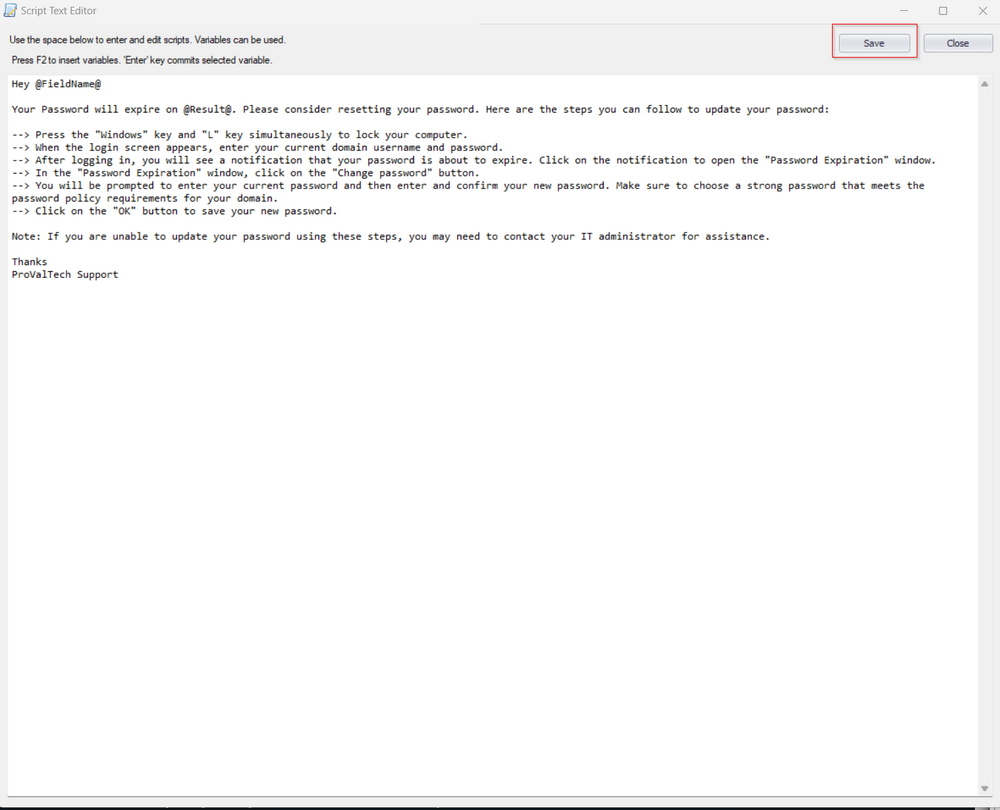 Script Text Editor
Use the space below to enter and edit scripts. Variables can be used.
Press F2 to insert variables. 'Enter' key commits selected variable.
Save
Close
Hey @FieldName@
Your Password will expire on @Result@. Please consider resetting your password. Here are the steps you can follow to update your password:
--> Press the "Windows" key and "L" key simultaneously to lock your computer.
--> When the login screen appears, enter your current domain username and password.
--> After logging in, you will see a notification that your password is about to expire. Click on the notification to open the "Password Expiration" window.
--> In the "Password Expiration" window, click on the "Change password" button.
--> You will be prompted to enter your current password and then enter and confirm your new password. Make sure to choose a strong password that meets the
password policy requirements for your domain.
--> Click on the "OK" button to save your new password.
Note: If you are unable to update your password using these steps, you may need to contact your IT administrator for assistance.
Thanks
ProValTech Support